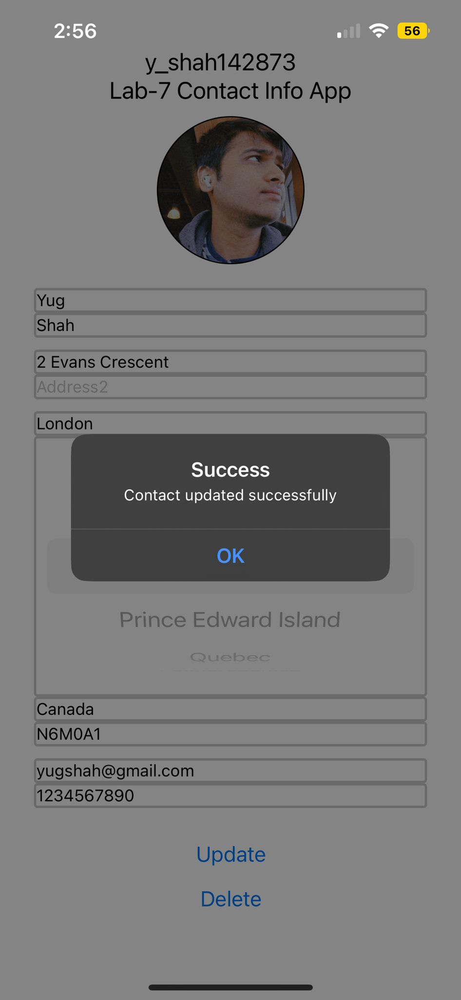 2:56
56
y_shah142873
Lab-7 Contact Info App
Yug
Shah
2 Evans Crescent
Address2
London
Success
Contact updated successfully
OK
Prince Edward Island
Quebec
Canada
N6M0A1
yugshah@gmail.com
1234567890
Update
Delete